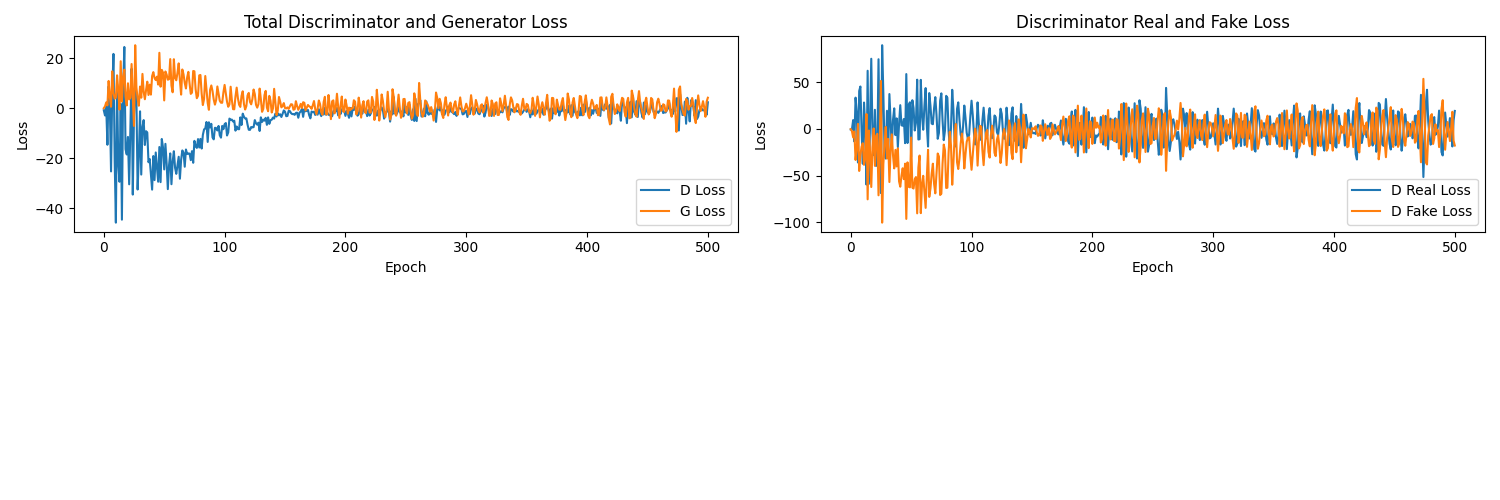 Total Discriminator and Generator Loss
20
0
−20
−40
Loss
0 100 200 300 400 500
Epoch
D Loss
G Loss
Discriminator Real and Fake Loss
50
0
−50
−100
Loss
0 100 200 300 400 500
Epoch
D Real Loss
D Fake Loss